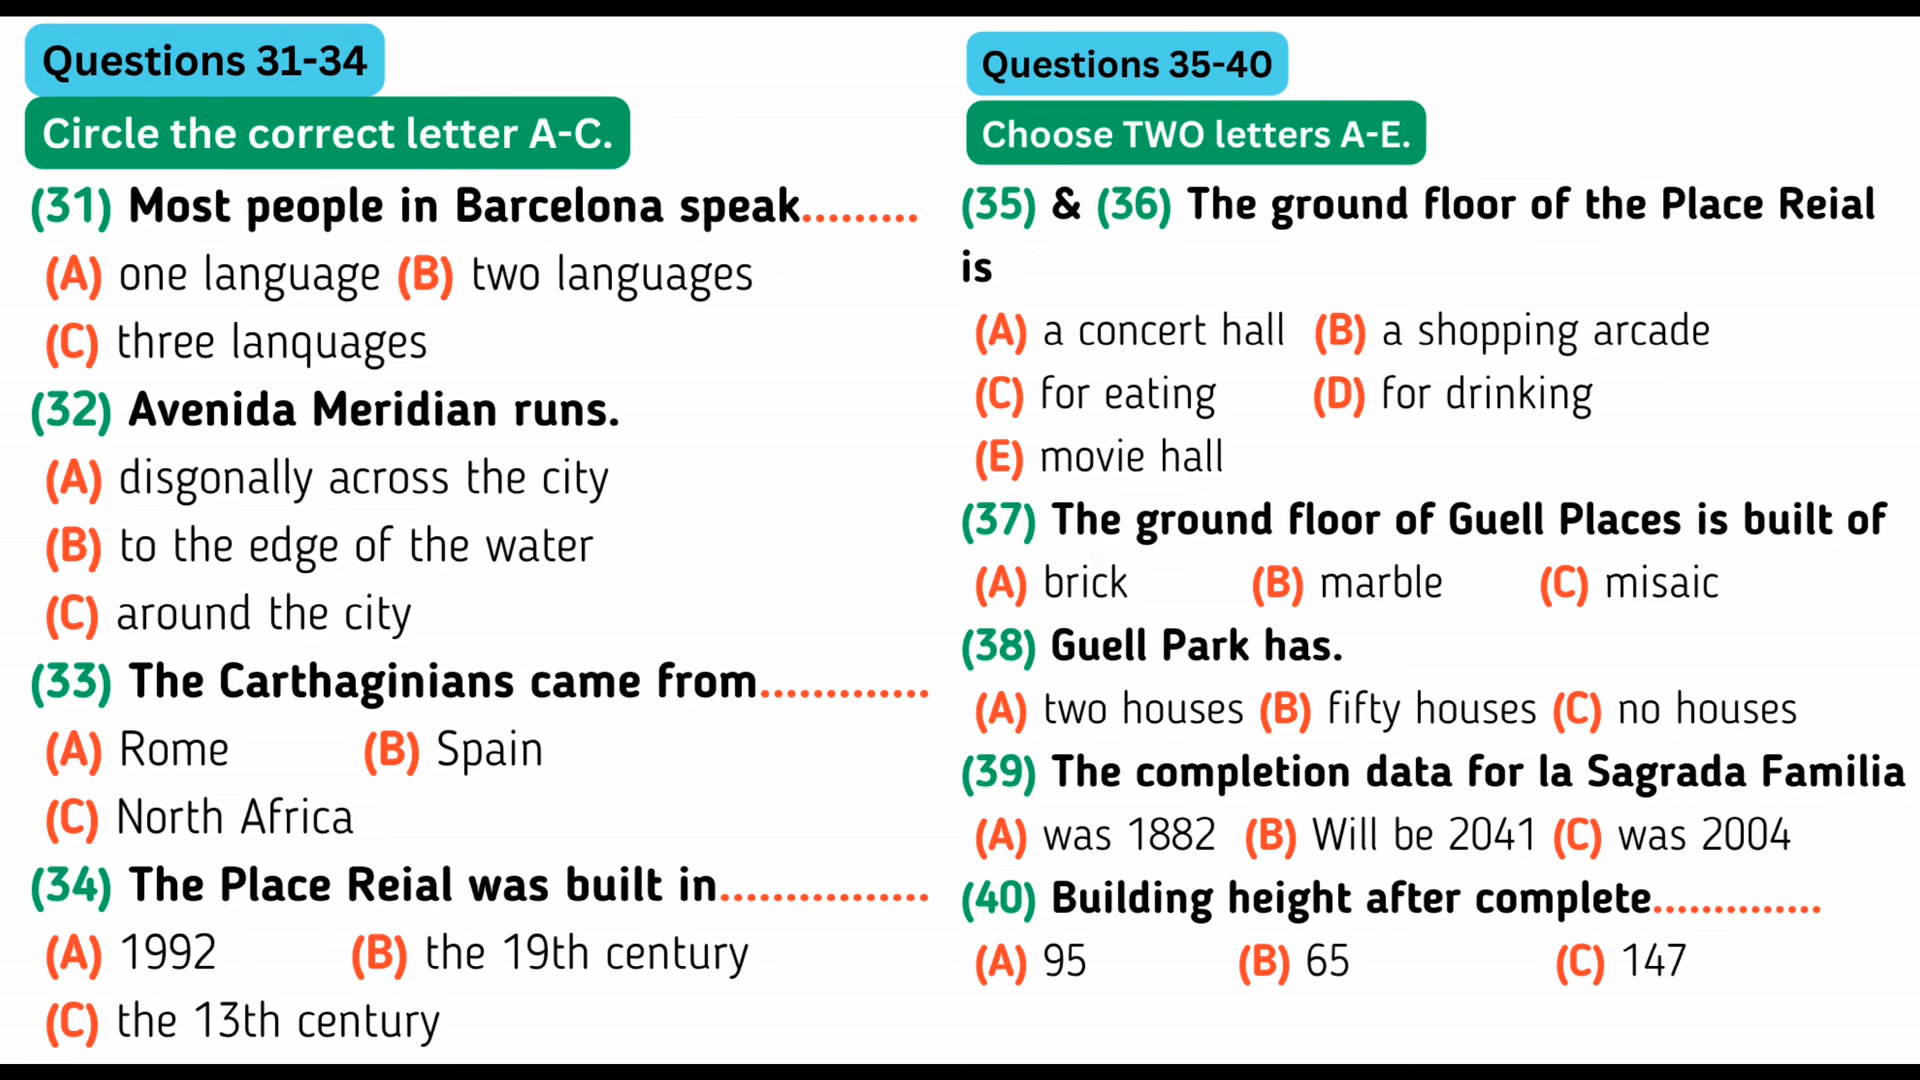 Questions 31-34
Circle the correct letter A-C.
(31) Most people in Barcelona speak.........
(A) one language (B) two languages
(C) three lanquages
(32) Avenida Meridian runs.
(A) disgonally across the city
(B) to the edge of the water
(C) around the city
(33) The Carthaginians came from.............
(A) Rome (B) Spain
(C) North Africa
(34) The Place Reial was built in................
(A) 1992 (B) the 19th century
(C) the 13th century
Questions 35-40
Choose TWO letters A-E.
(35) & (36) The ground floor of the Place Reial
is
(A) a concert hall (B) a shopping arcade
(C) for eating (D) for drinking
(E) movie hall
(37) The ground floor of Guell Places is built of
(A) brick (B) marble (C) misaic
(38) Guell Park has.
(A) two houses (B) fifty houses (C) no houses
(39) The completion data for la Sagrada Familia
(A) was 1882 (B) Will be 2041 (C) was 2004
(40) Building height after complete..............
(A) 95 (B) 65 (C) 147